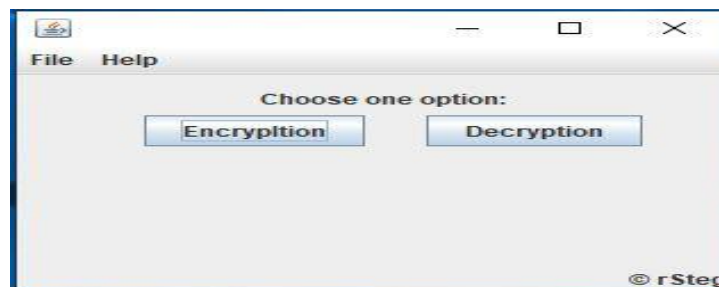 File Help
Choose one option:
Encrypltion Decryption
© rSteg